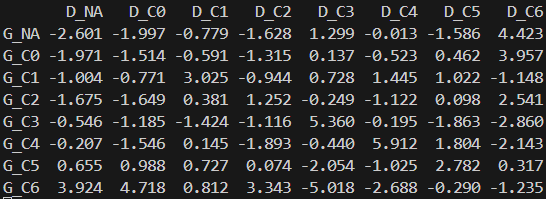 D_NA D_C0 D_C1 D_C2 D_C3 D_C4 D_C5 D_C6
G_NA -2.601 -1.997 -0.779 -1.628 1.299 -0.013 -1.586 4.423
G_C0 -1.971 -1.514 -0.591 -1.315 0.137 -0.523 0.462 3.957
G_C1 -1.004 -0.771 3.025 -0.944 0.728 1.445 1.022 -1.148
G_C2 -1.675 -1.649 0.381 1.252 -0.249 -1.122 0.098 2.541
G_C3 -0.546 -1.185 -1.424 -1.116 5.360 -0.195 -1.863 -2.860
G_C4 -0.207 -1.546 0.145 -1.893 -0.440 5.912 1.804 -2.143
G_C5 0.655 0.988 0.727 0.074 -2.054 -1.025 2.782 0.317
G_C6 3.924 4.718 0.812 3.343 -5.018 -2.688 -0.290 -1.235